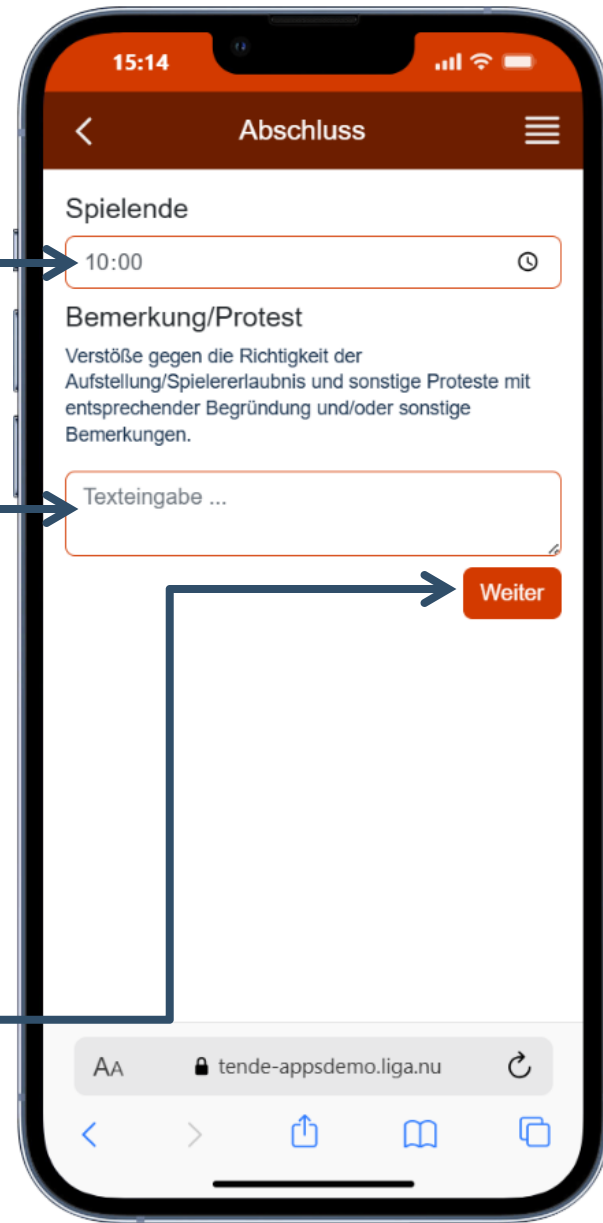 15:14
Abschluss
Spielende
10:00
Bemerkung/Protest
Verstöße gegen die Richtigkeit der
Aufstellung/Spielererlaubnis und sonstige Proteste mit
entsprechender Begründung und/oder sonstige
Bemerkungen.
Texteingabe ...
Weiter
AA tende-appsdemo.liga.nu